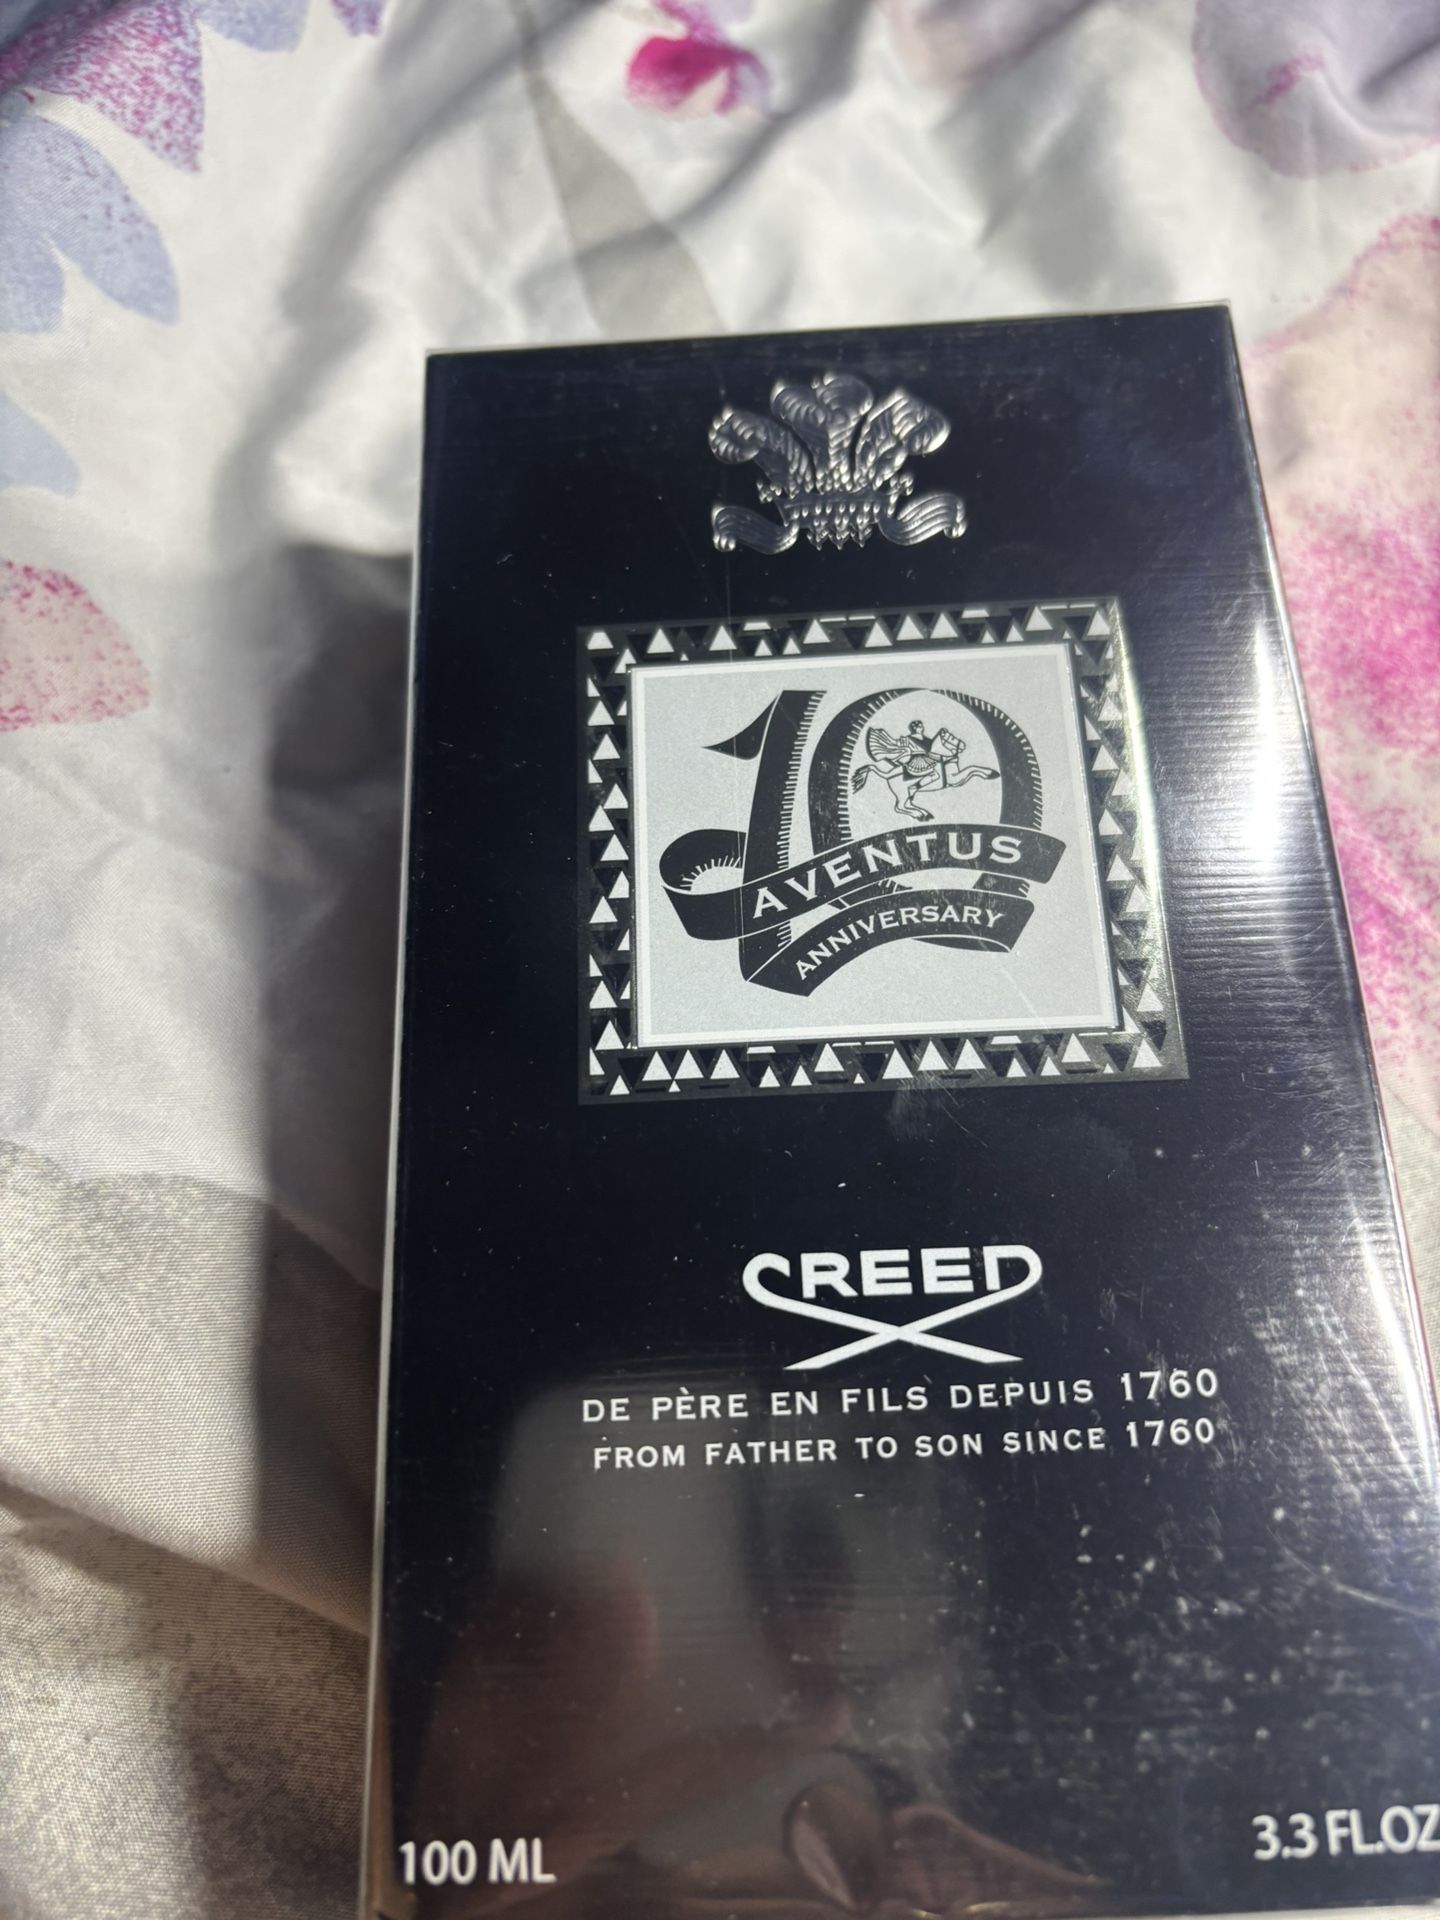 10
AVENTUS
ANNIVERSARY
CREED
DE PÈRE EN FILS DEPUIS 1760
FROM FATHER TO SON SINCE 1760
100 ML
3.3 FL.OZ